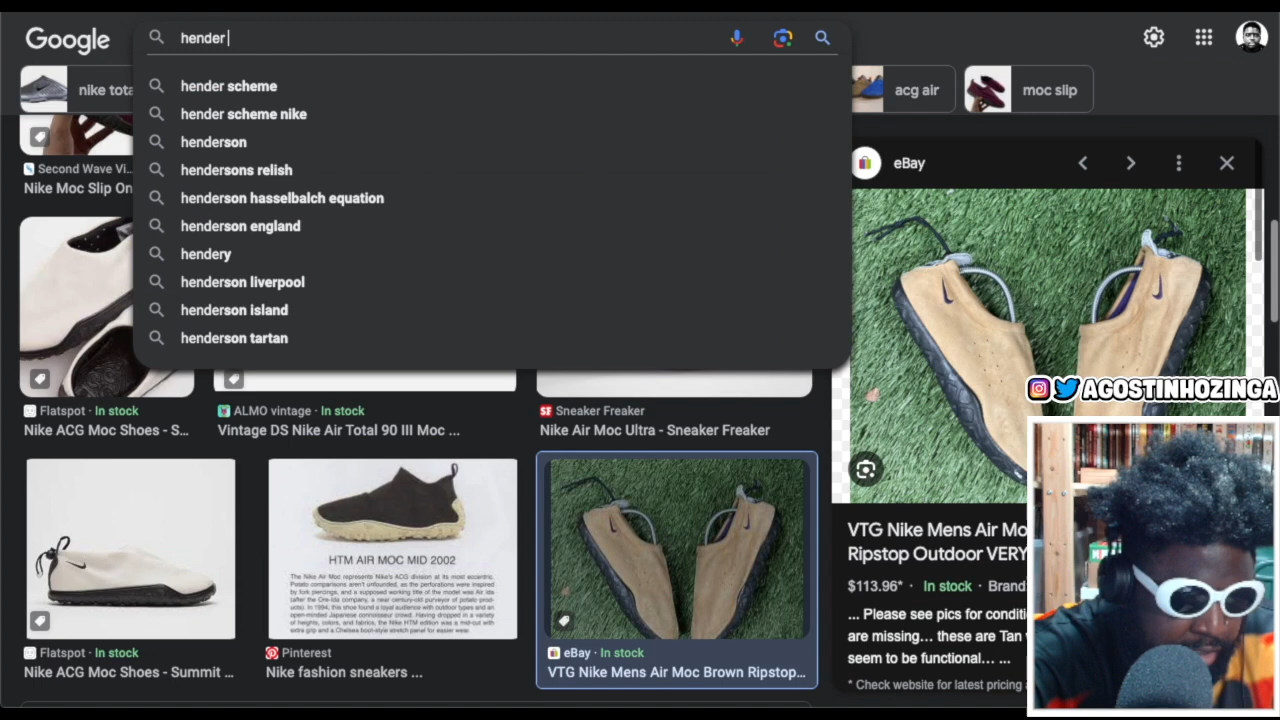 Google
hender
nike tota
acg air
moc slip
hender scheme
hender scheme nike
henderson
hendersons relish
henderson hasselbalch equation
henderson england
hendery
henderson liverpool
henderson island
henderson tartan
Second Wave Vi...
Nike Moc Slip On
eBay
Flatspot · In stock
Nike ACG Moc Shoes - S...
ALMO vintage · In stock
Vintage DS Nike Air Total 90 III Moc ...
SF Sneaker Freaker
Nike Air Moc Ultra - Sneaker Freaker
AGOSTINHOZINGA
HTM AIR MOC MID 2002
Flatspot · In stock
Nike ACG Moc Shoes - Summit ...
Pinterest
Nike fashion sneakers ...
eBay · In stock
VTG Nike Mens Air Moc Brown Ripstop...
VTG Nike Mens Air Mo
Ripstop Outdoor VERY
$113.96* · In stock · Brand
... Please see pics for conditi
are missing... these are Tan
seem to be functional... ...
* Check website for latest pricing